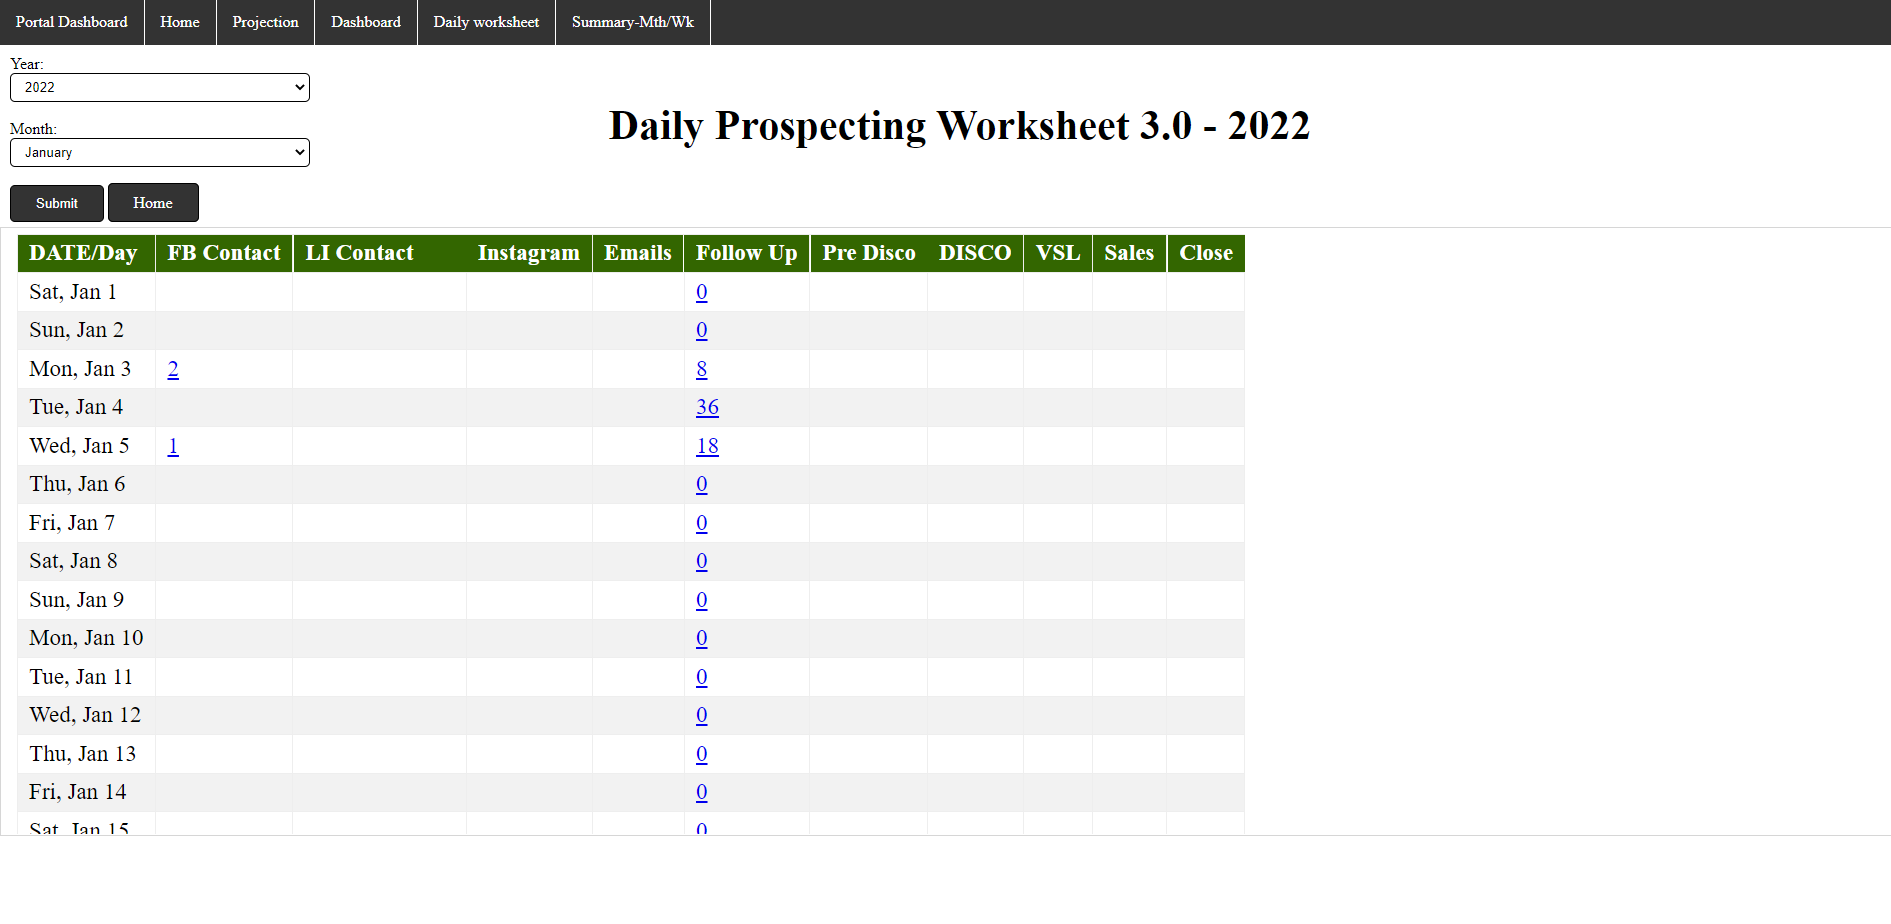 Portal Dashboard Home Projection Dashboard Daily worksheet Summary-Mth/Wk
Year:
2022
Month:
January
Daily Prospecting Worksheet 3.0 - 2022
Submit Home
DATE/Day FB Contact LI Contact Instagram Emails Follow Up Pre Disco DISCO VSL Sales Close
Sat, Jan 1 0
Sun, Jan 2 0
Mon, Jan 3 2 8
Tue, Jan 4 36
Wed, Jan 5 1 18
Thu, Jan 6 0
Fri, Jan 7 0
Sat, Jan 8 0
Sun, Jan 9 0
Mon, Jan 10 0
Tue, Jan 11 0
Wed, Jan 12 0
Thu, Jan 13 0
Fri, Jan 14 0
Sat, Jan 15 0